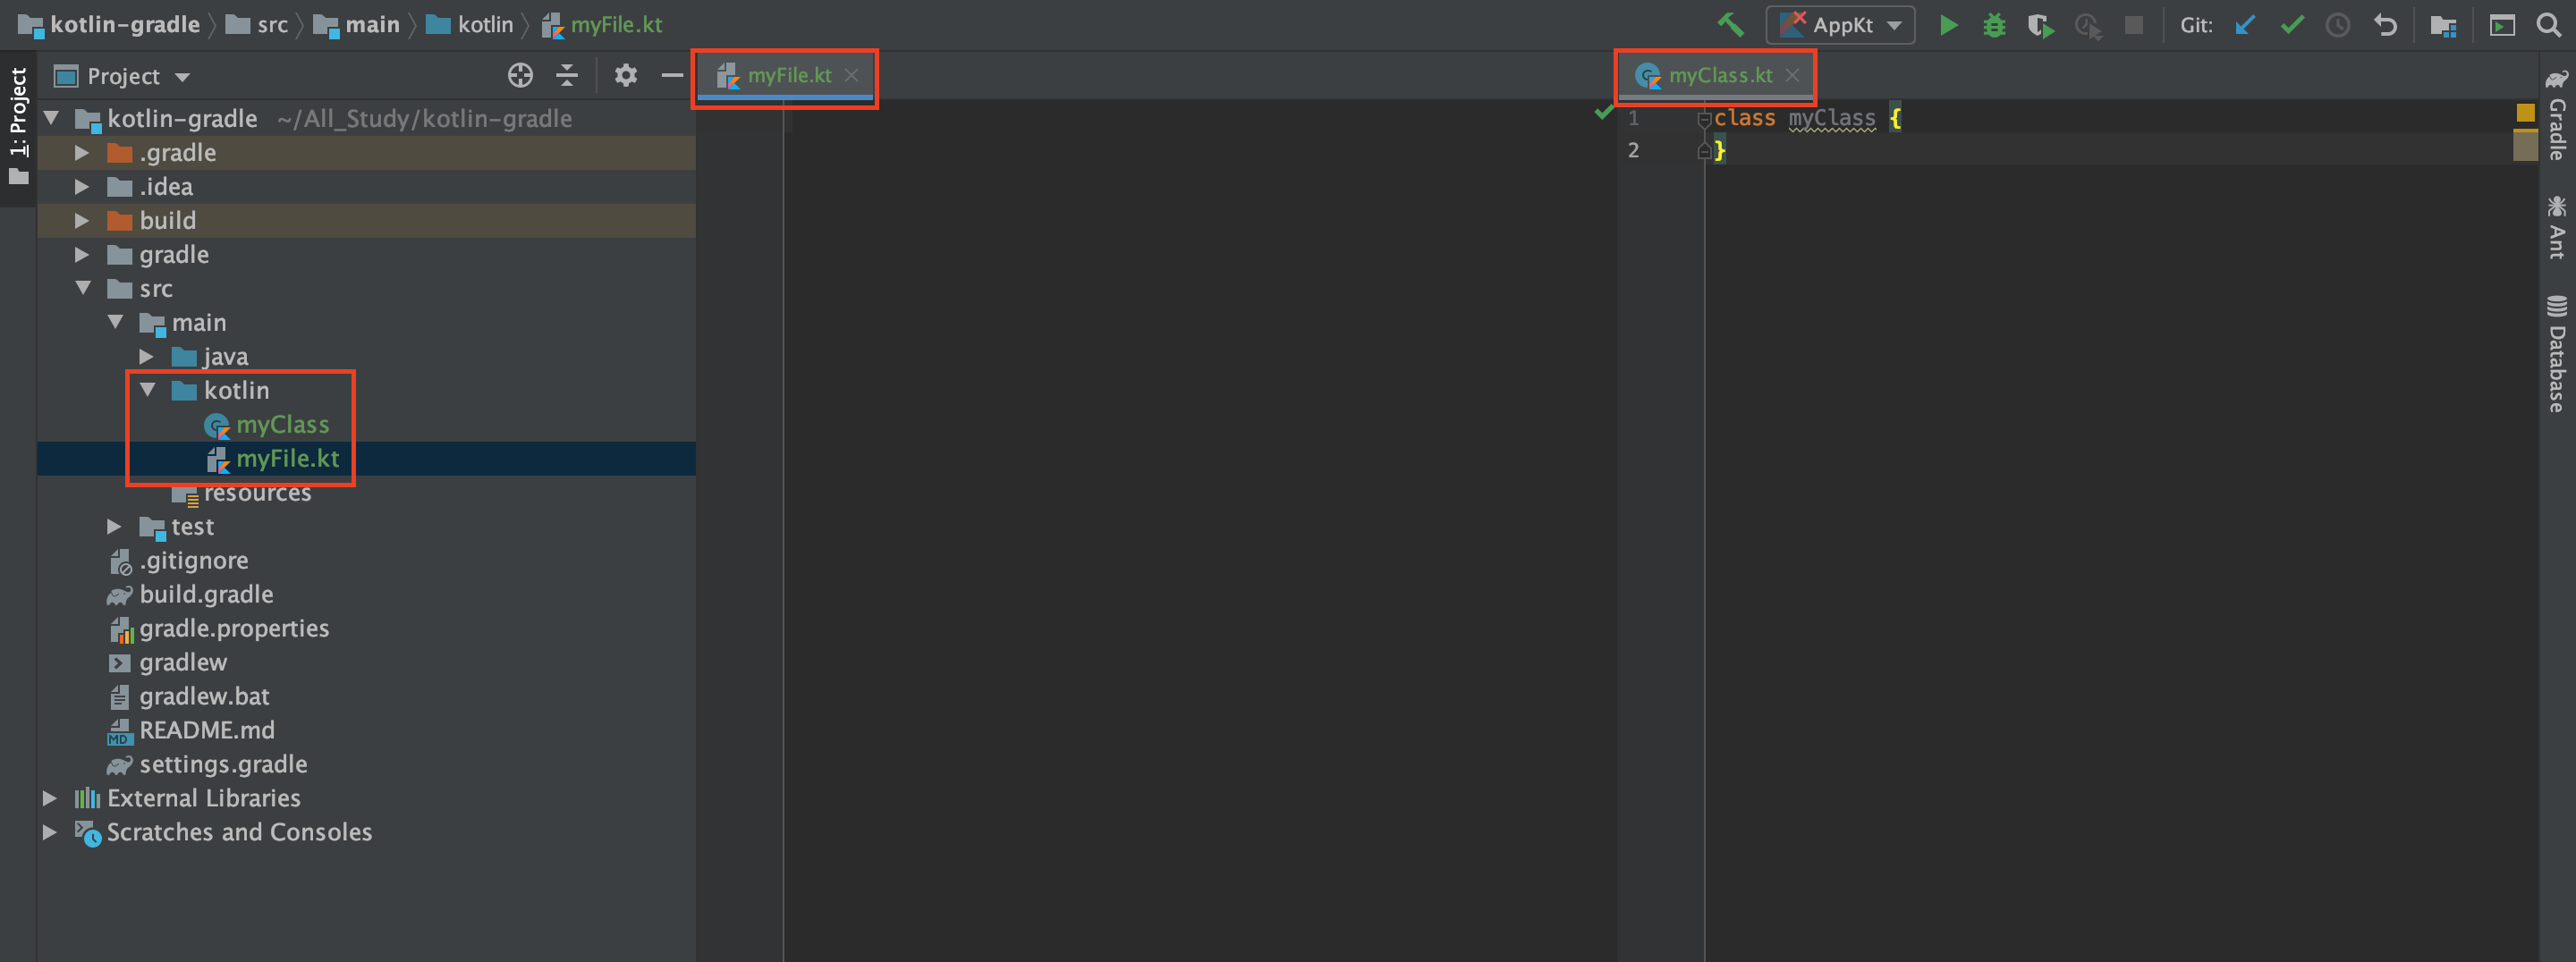 kotlin-gradle src main kotlin myFile.kt
AppKt
Git:
1: Project
Project
myFile.kt
myClass.kt
kotlin-gradle ~/All_Study/kotlin-gradle
.gradle
.idea
build
gradle
src
main
java
kotlin
myClass
myFile.kt
resources
test
.gitignore
build.gradle
gradle.properties
gradlew
gradlew.bat
MD README.md
settings.gradle
External Libraries
Scratches and Consoles
1 class myClass {
2 }
Gradle
Ant
Database